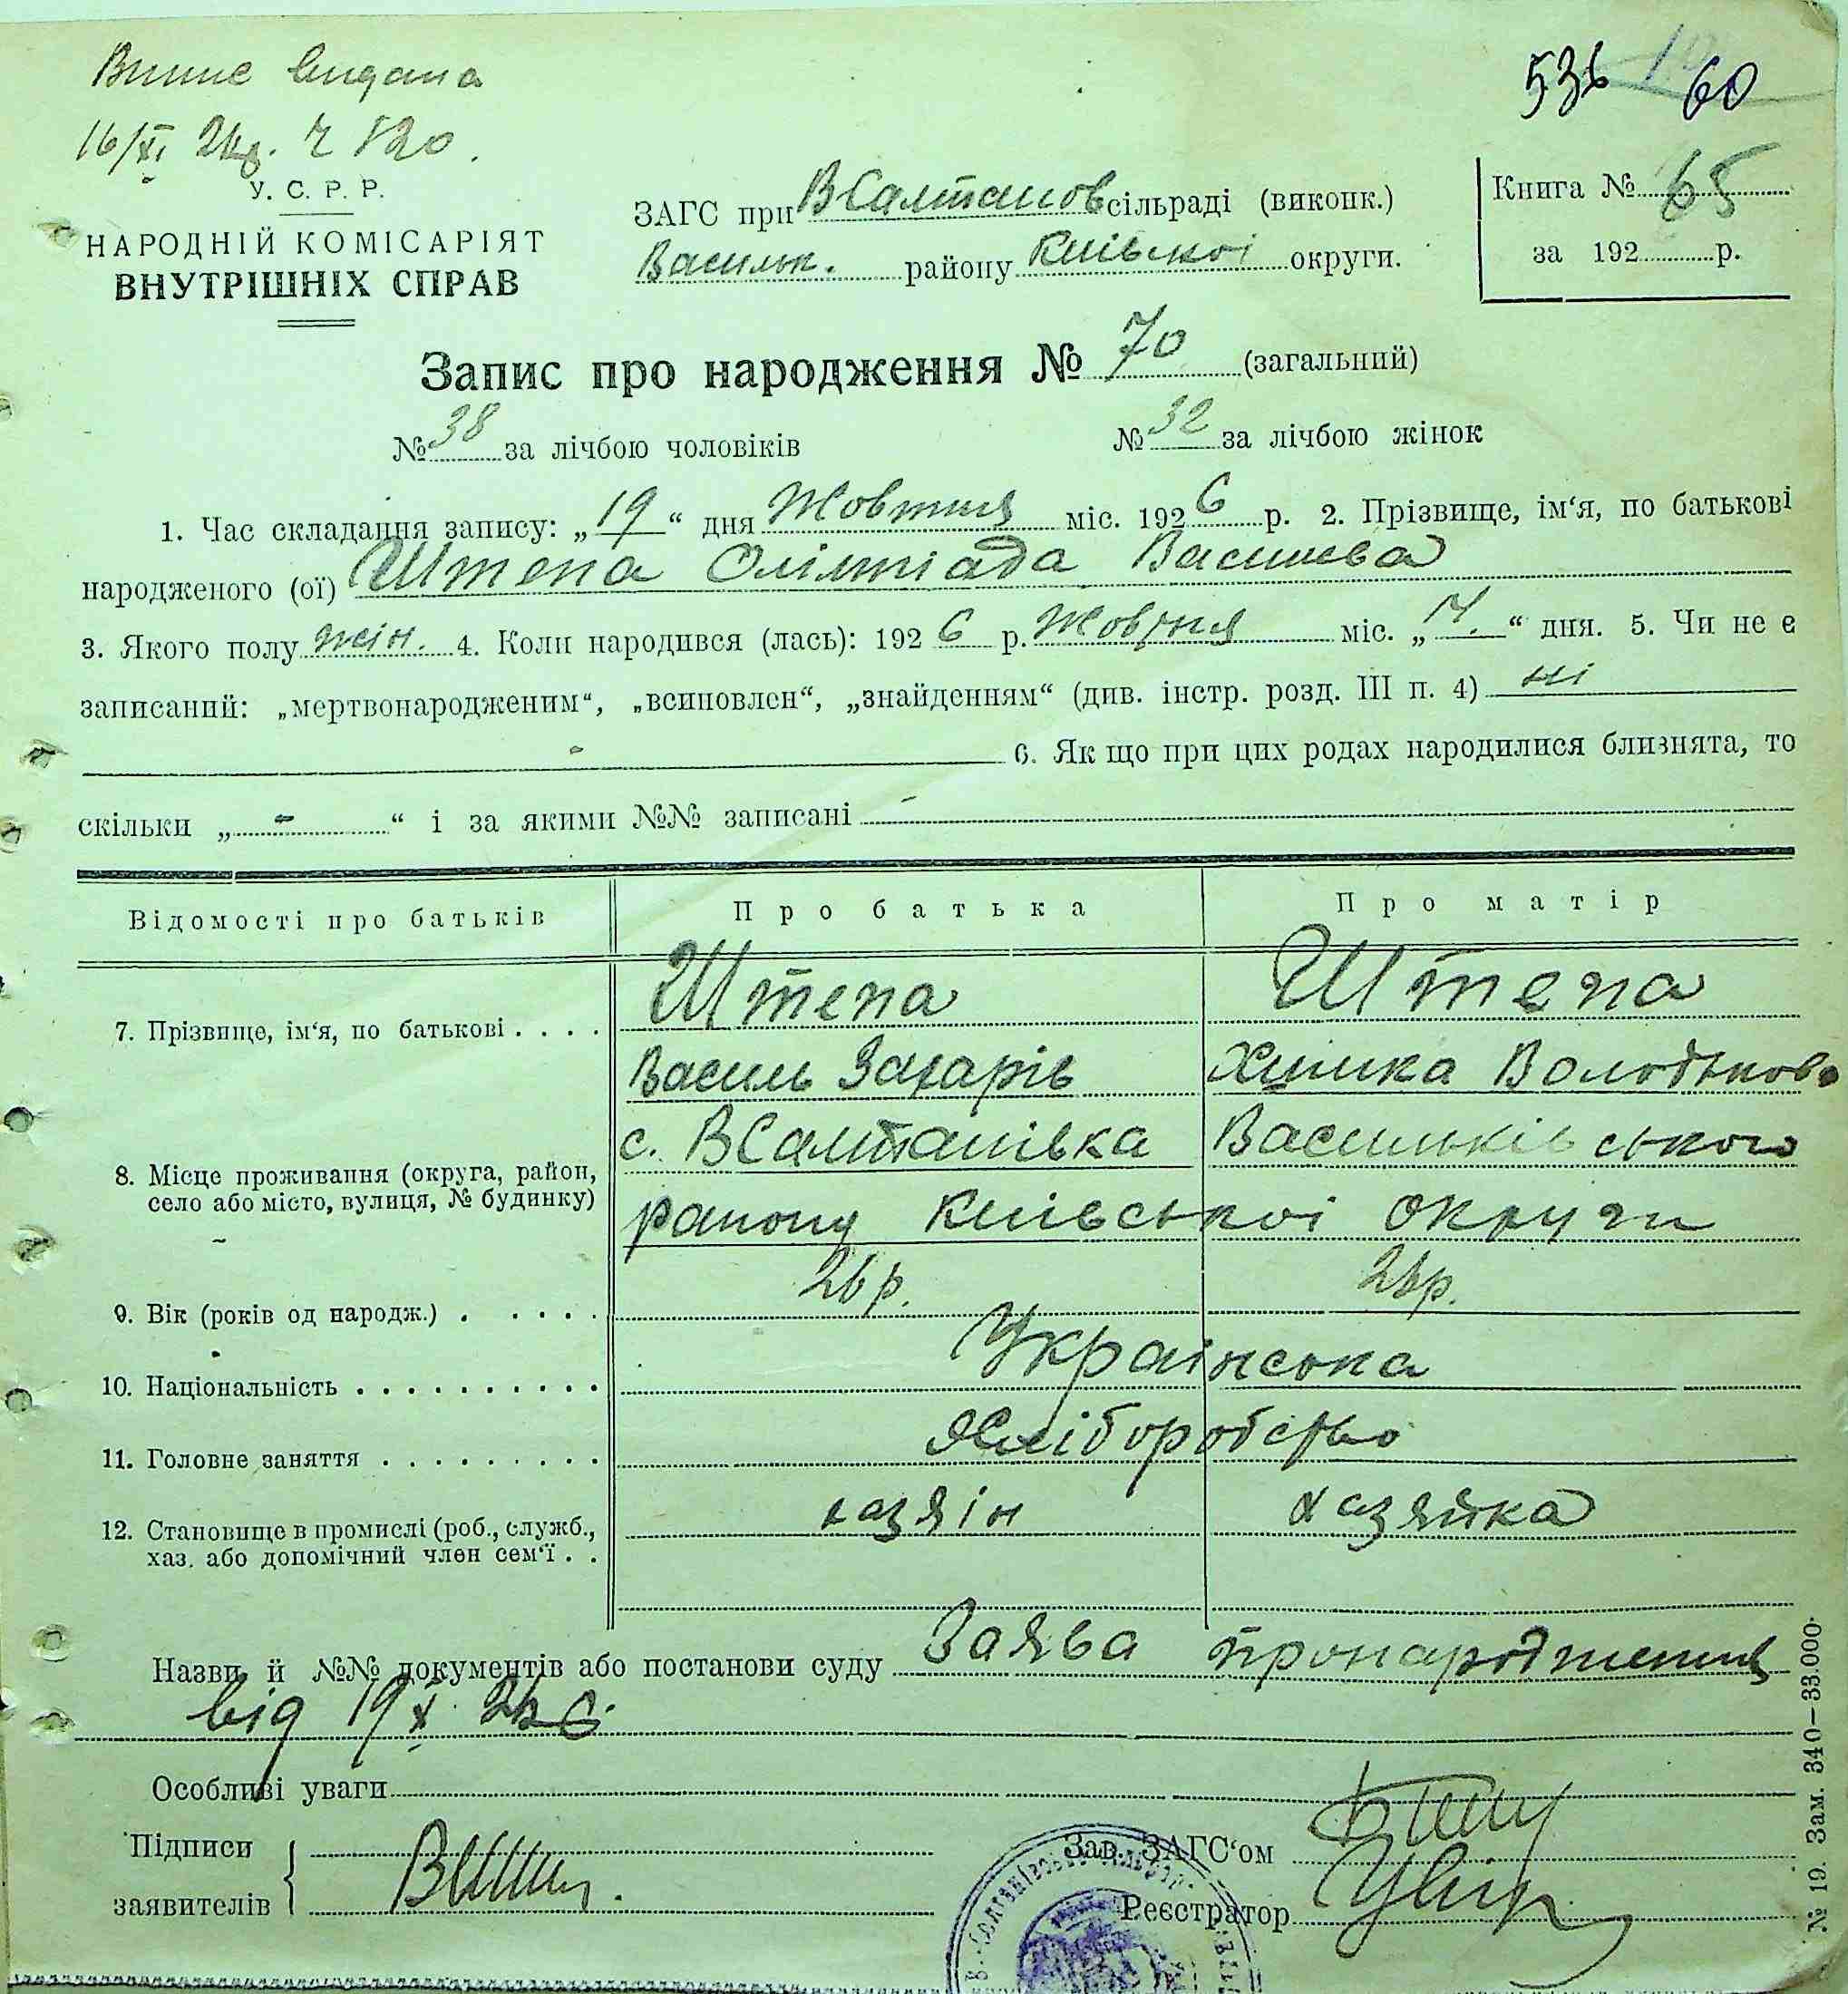 536 60
Випис видана
16/XI 26р. Ч 820.
У. С. Р. Р.
НАРОДНІЙ КОМІСАРІЯТ
ВНУТРІШНІХ СПРАВ
ЗАГС при ВСалтанов сільраді (виконк.)
Васильк. району Київської округи.
Книга № 65
за 192 р.
Запис про народження № 70 (загальний)
№ 38 за лічбою чоловіків № 32 за лічбою жінок
1. Час складання запису: „19“ дня Жовтня міс. 1926 р. 2. Прізвище, ім‘я, по батькові
народженого (ої) Штепа Олімпіада Василева
3. Якого полу жін. 4. Коли народився (лась): 1926 р. Жовтня міс. „ “ дня. 5. Чи не є
записаний: „мертвонародженим“, „всиновлен“, „знайденням“ (див. інстр. розд. III п. 4) ні
6. Як що при цих родах народилися близнята, то
скільки „ - “ і за якими №№ записані -
Відомості про батьків Про батька Про матір
7. Прізвище, ім‘я, по батькові . . . . Штепа Штепа
Василь Захарів Химка Володьков
8. Місце проживання (округа, район, село або місто, вулиця, № будинку) с. ВСалтанівка Васильківського
району Київської округи
9. Вік (років од народж.) . . . . . 26р. 26р.
10. Національність . . . . . . . . . . Українська
11. Головне заняття . . . . . . . . . Хліборобство
12. Становище в промислі (роб., служб., хаз. або допомічний член сем‘ї . . хазяін хазяйка
Назви й №№ документів або постанови суду Заява про народження
від 19/X 26
Особливі уваги
Підписи
заявителів
Зав. ЗАГС‘ом
Реєстратор
№ 19. Зам. 340—33.000.